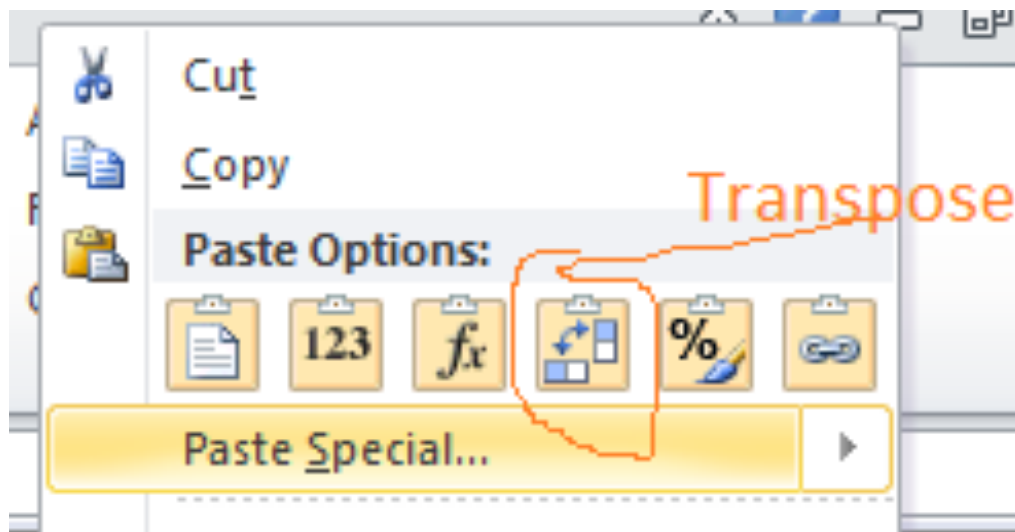 Cut
Copy
Transpose
Paste Options:
123 fx %
Paste Special...